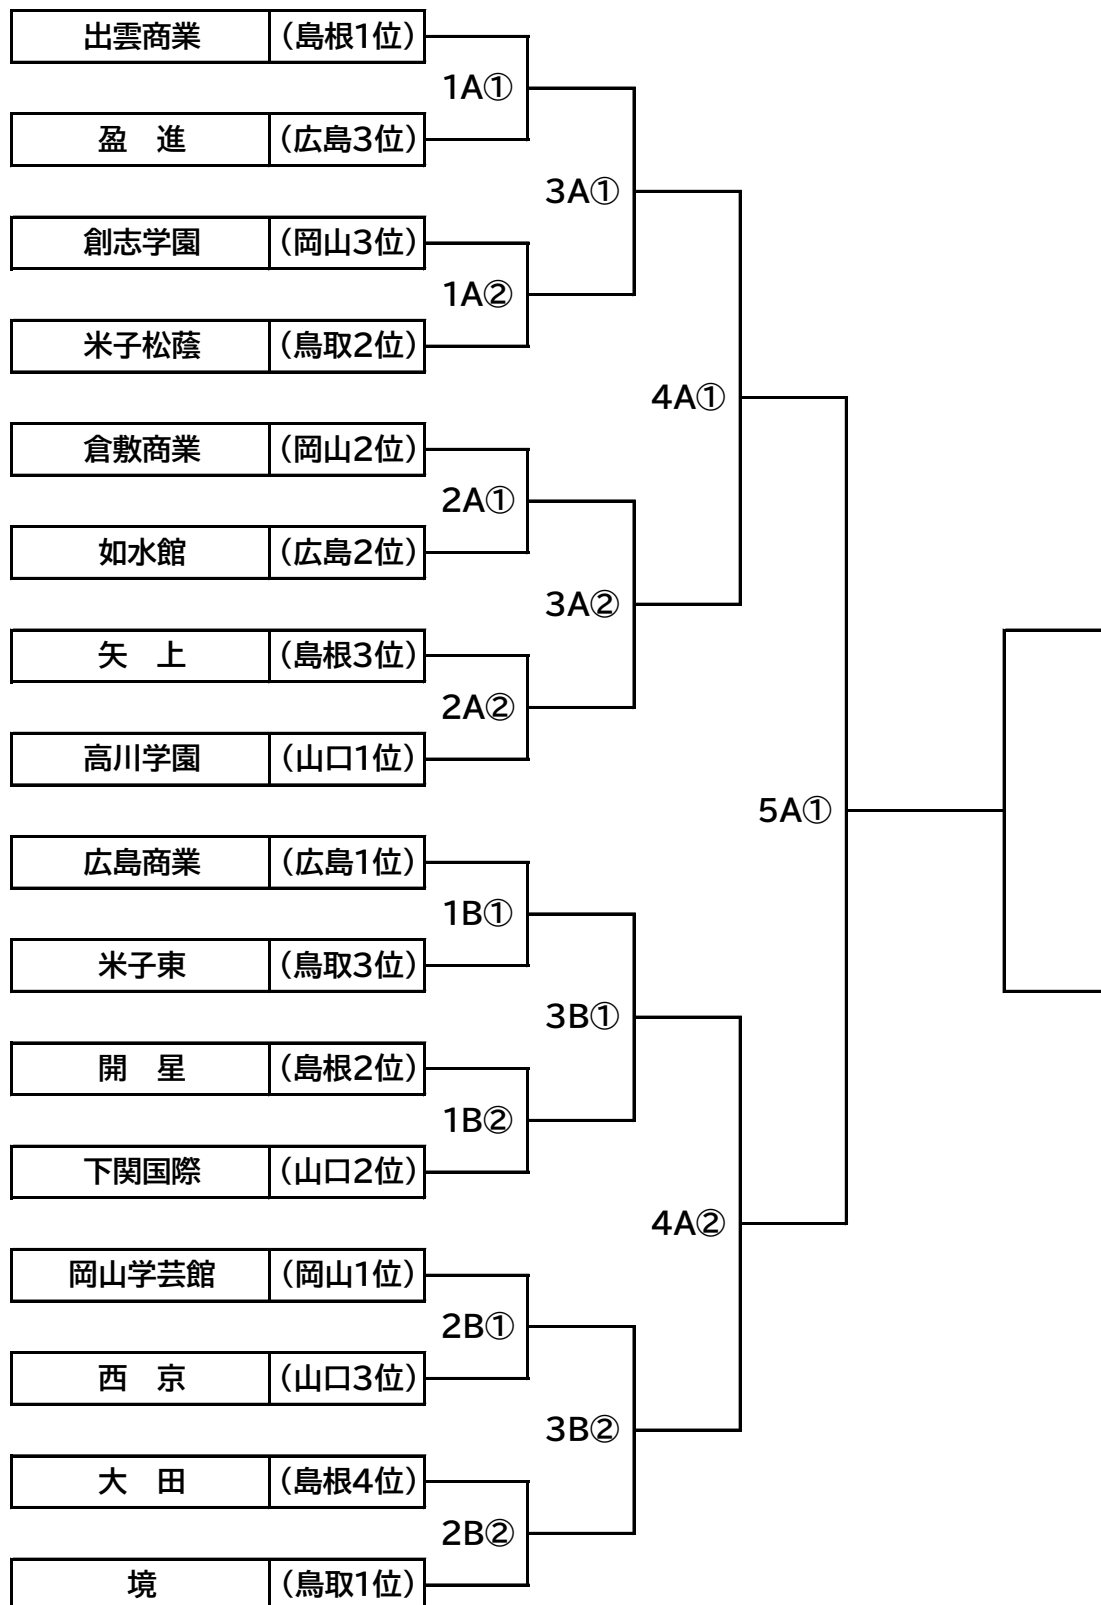 出雲商業 (島根1位)
1A①
盈　進 (広島3位)
3A①
創志学園 (岡山3位)
1A②
米子松蔭 (鳥取2位)
4A①
倉敷商業 (岡山2位)
2A①
如水館 (広島2位)
3A②
矢　上 (島根3位)
2A②
高川学園 (山口1位)
5A①
広島商業 (広島1位)
1B①
米子東 (鳥取3位)
3B①
開　星 (島根2位)
1B②
下関国際 (山口2位)
4A②
岡山学芸館 (岡山1位)
2B①
西　京 (山口3位)
3B②
大　田 (島根4位)
2B②
境 (鳥取1位)